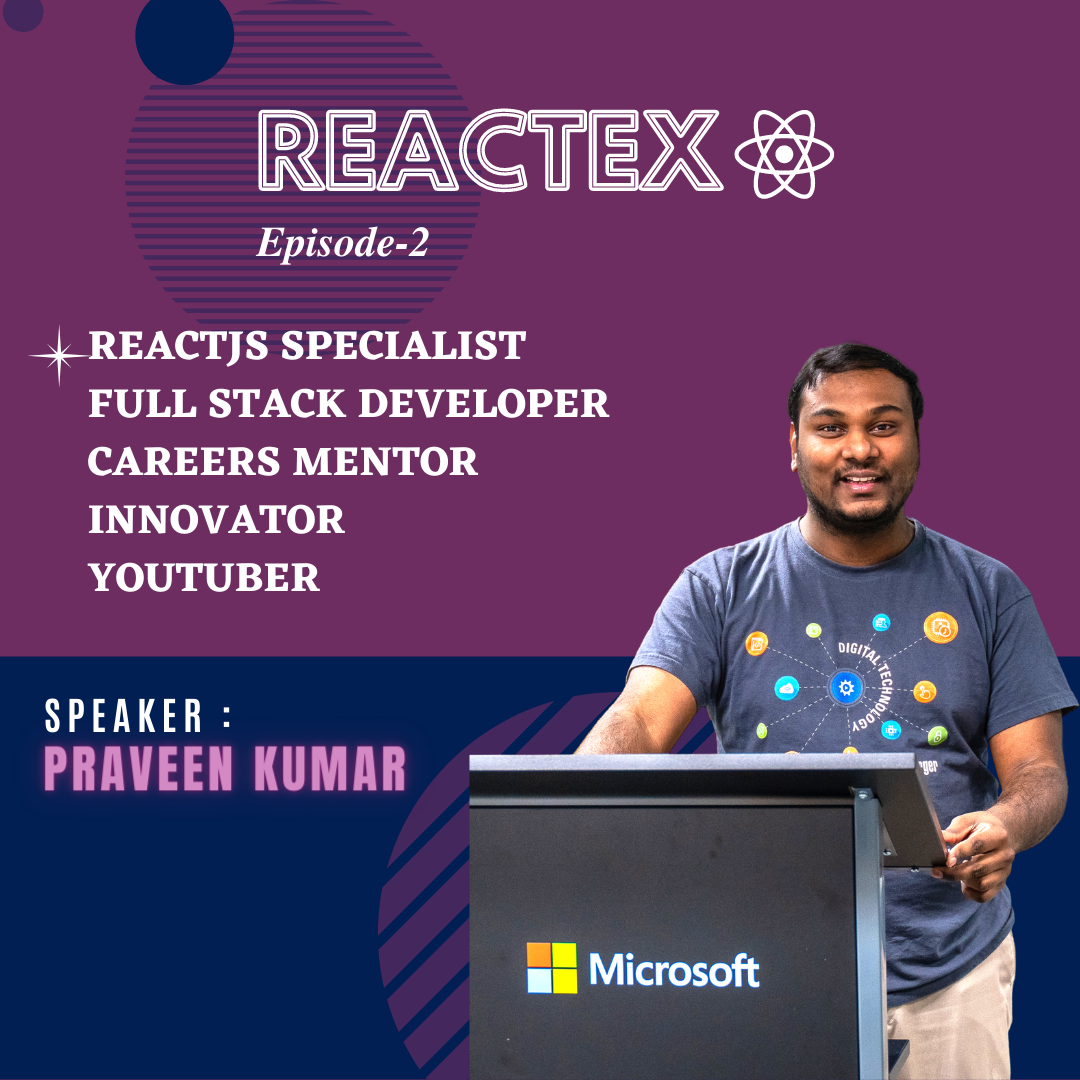 REACTEX
Episode-2
REACTJS SPECIALIST
FULL STACK DEVELOPER
CAREERS MENTOR
INNOVATOR
YOUTUBER
SPEAKER :
PRAVEEN KUMAR
DIGITAL TECHNOLOGY
Microsoft